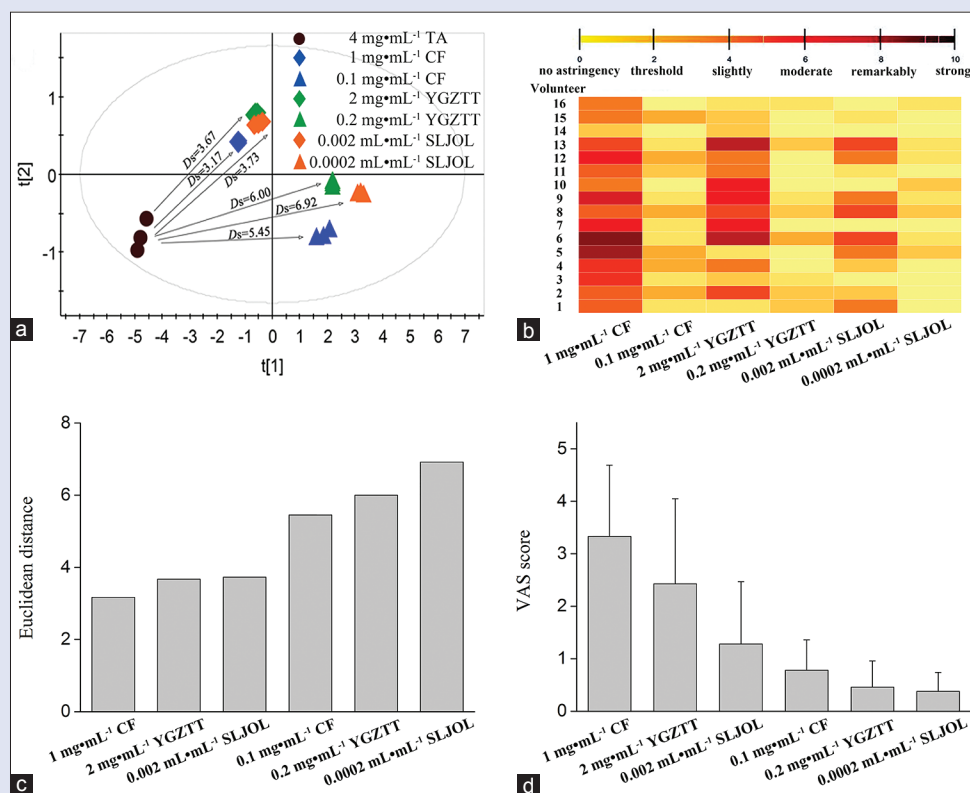 4 mg•mL⁻¹ TA
1 mg•mL⁻¹ CF
0.1 mg•mL⁻¹ CF
2 mg•mL⁻¹ YGZTT
0.2 mg•mL⁻¹ YGZTT
0.002 mL•mL⁻¹ SLJOL
0.0002 mL•mL⁻¹ SLJOL
Ds=3.67
Ds=3.17
Ds=3.73
Ds=6.00
Ds=6.92
Ds=5.45
1
0
-1
t[2]
-7 -6 -5 -4 -3 -2 -1 0 1 2 3 4 5 6 7
t[1]
a
0 2 4 6 8 10
no astringency threshold slightly moderate remarkably strong
Volunteer
16
15
14
13
12
11
10
9
8
7
6
5
4
3
2
1
1 mg•mL⁻¹ CF
0.1 mg•mL⁻¹ CF
2 mg•mL⁻¹ YGZTT
0.2 mg•mL⁻¹ YGZTT
0.002 mL•mL⁻¹ SLJOL
0.0002 mL•mL⁻¹ SLJOL
b
8
6
4
2
0
Euclidean distance
1 mg•mL⁻¹ CF
2 mg•mL⁻¹ YGZTT
0.002 mL•mL⁻¹ SLJOL
0.1 mg•mL⁻¹ CF
0.2 mg•mL⁻¹ YGZTT
0.0002 mL•mL⁻¹ SLJOL
c
5
4
3
2
1
0
VAS score
1 mg•mL⁻¹ CF
2 mg•mL⁻¹ YGZTT
0.002 mL•mL⁻¹ SLJOL
0.1 mg•mL⁻¹ CF
0.2 mg•mL⁻¹ YGZTT
0.0002 mL•mL⁻¹ SLJOL
d